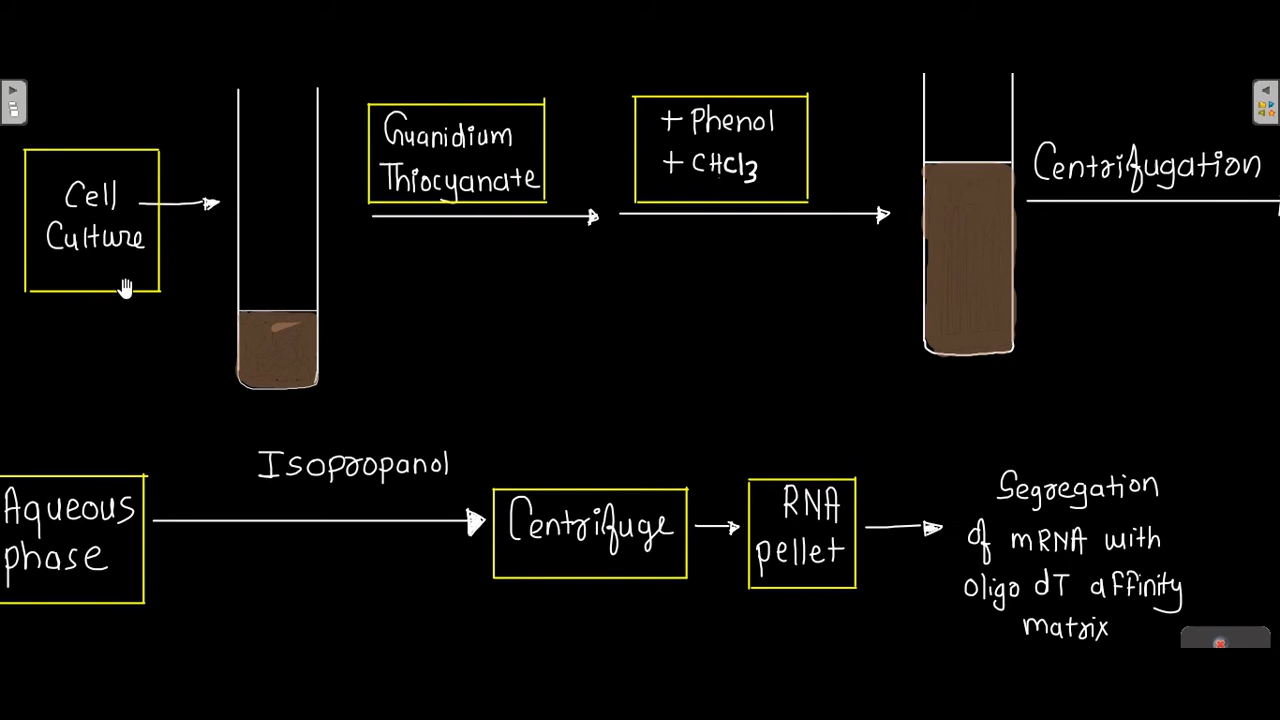 Cell
Culture
Guanidium
Thiocyanate
+ Phenol
+ CHCl3
Centrifugation
Aqueous
phase
Isopropanol
Centrifuge
RNA
pellet
Segregation
of mRNA with
oligo dT affinity
matrix